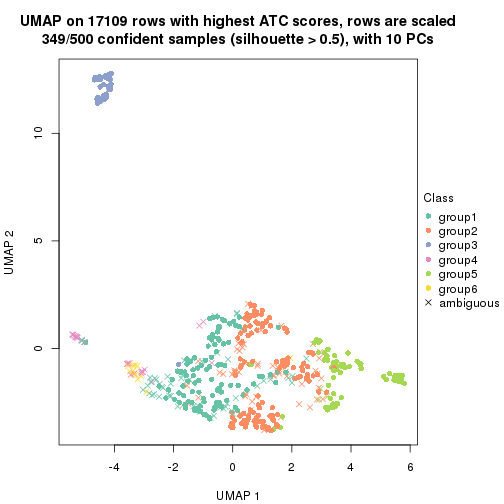 UMAP on 17109 rows with highest ATC scores, rows are scaled
349/500 confident samples (silhouette > 0.5), with 10 PCs
10
5
0
UMAP 2
-4
-2
0
2
4
6
UMAP 1
Class
group1
group2
group3
group4
group5
group6
ambiguous